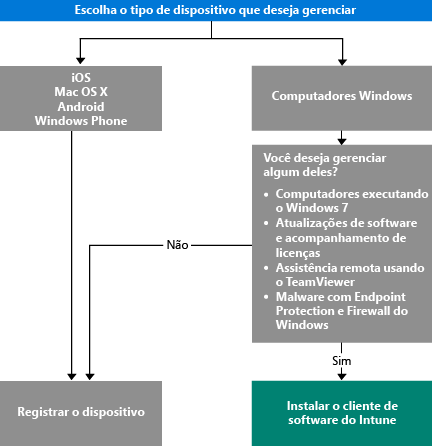 Escolha o tipo de dispositivo que deseja gerenciar
iOS
Mac OS X
Android
Windows Phone
Computadores Windows
Você deseja gerenciar
algum deles?
• Computadores executando
o Windows 7
• Atualizações de software
e acompanhamento de
licenças
• Assistência remota usando
o TeamViewer
• Malware com Endpoint
Protection e Firewall do
Windows
Não
Sim
Registrar o dispositivo
Instalar o cliente de
software do Intune